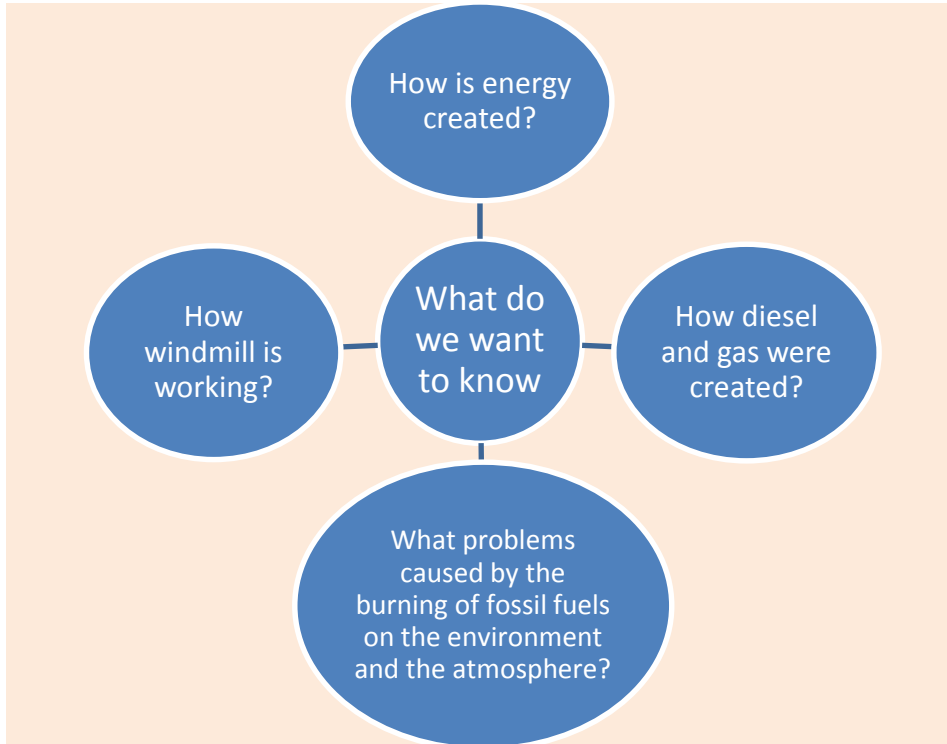 How is energy
created?
How
windmill is
working?
What do
we want
to know
How diesel
and gas were
created?
What problems
caused by the
burning of fossil fuels
on the environment
and the atmosphere?